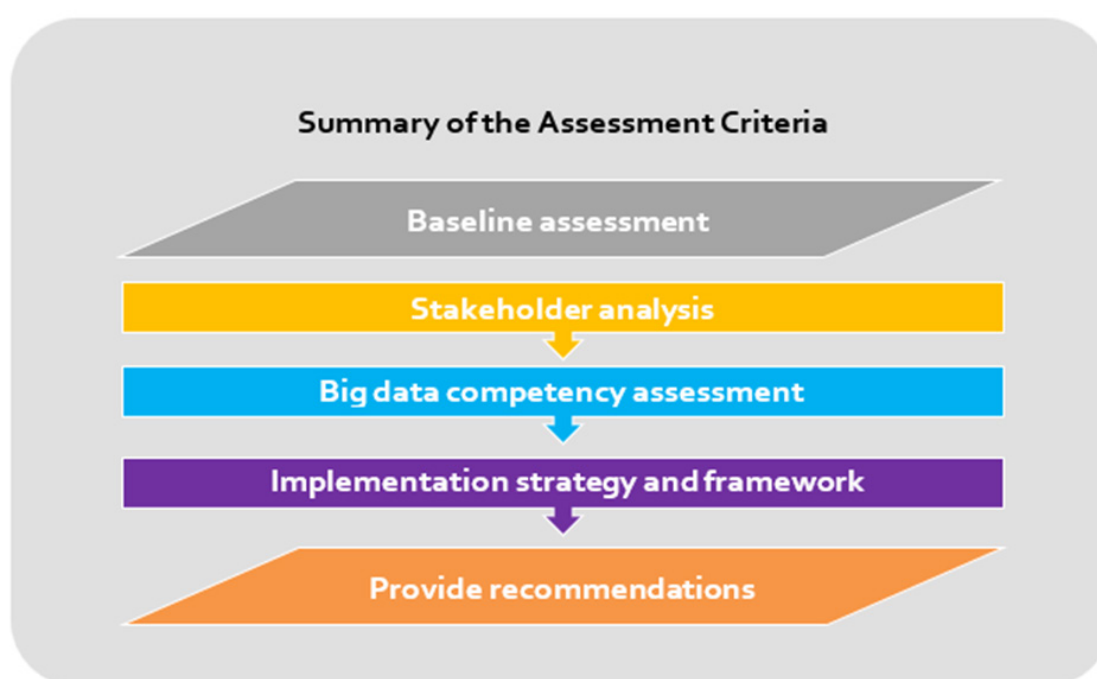 Summary of the Assessment Criteria
Baseline assessment
Stakeholder analysis
Big data competency assessment
Implementation strategy and framework
Provide recommendations